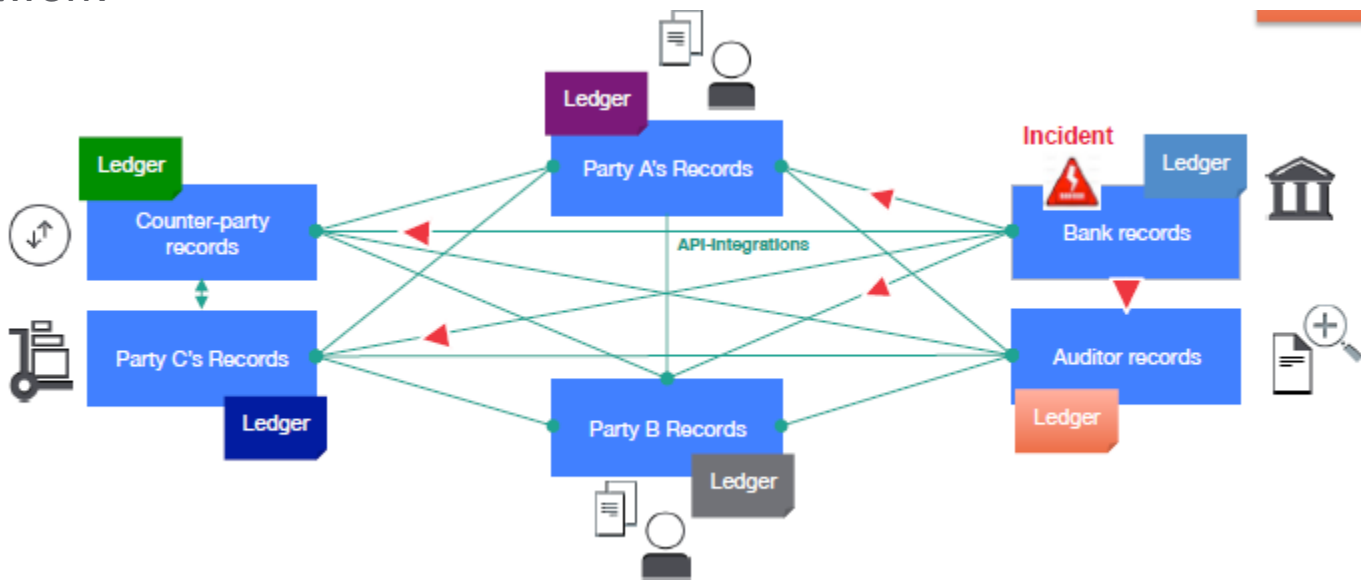 Ledger
Party A's Records
Ledger
Counter-party
records
Incident
Ledger
Bank records
API-Integrations
Party C's Records
Ledger
Auditor records
Ledger
Party B Records
Ledger